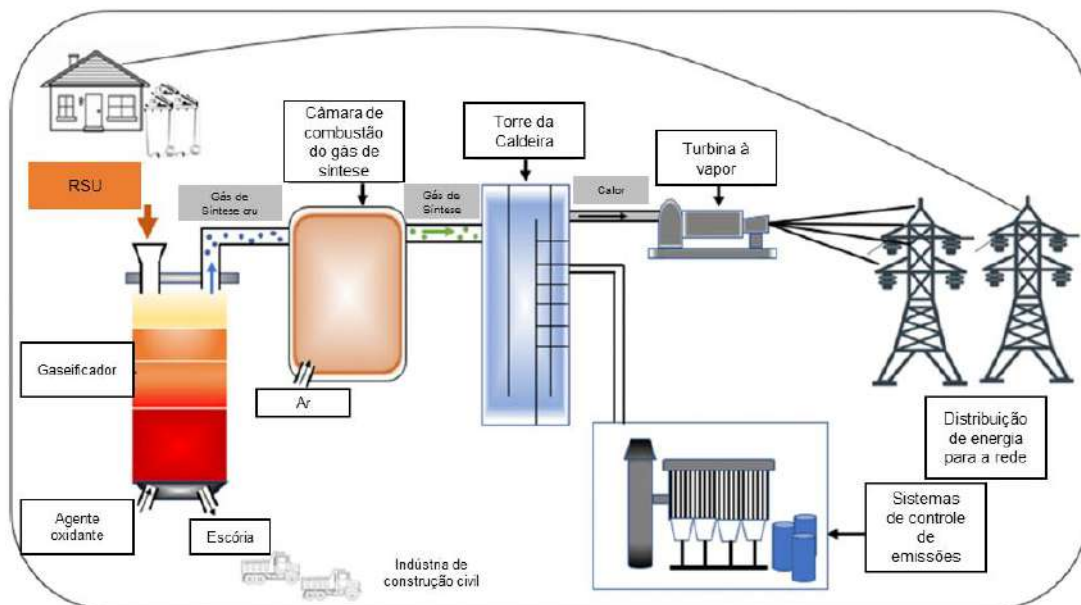 RSU
Gás de
Síntese cru
Câmara de
combustão
do gás de
síntese
Gás de
Síntese
Torre da
Caldeira
Calor
Turbina à
vapor
Gaseificador
Ar
Agente
oxidante
Escória
Indústria de
construção civil
Distribuição
de energia
para a rede
Sistemas
de controle
de
emissões